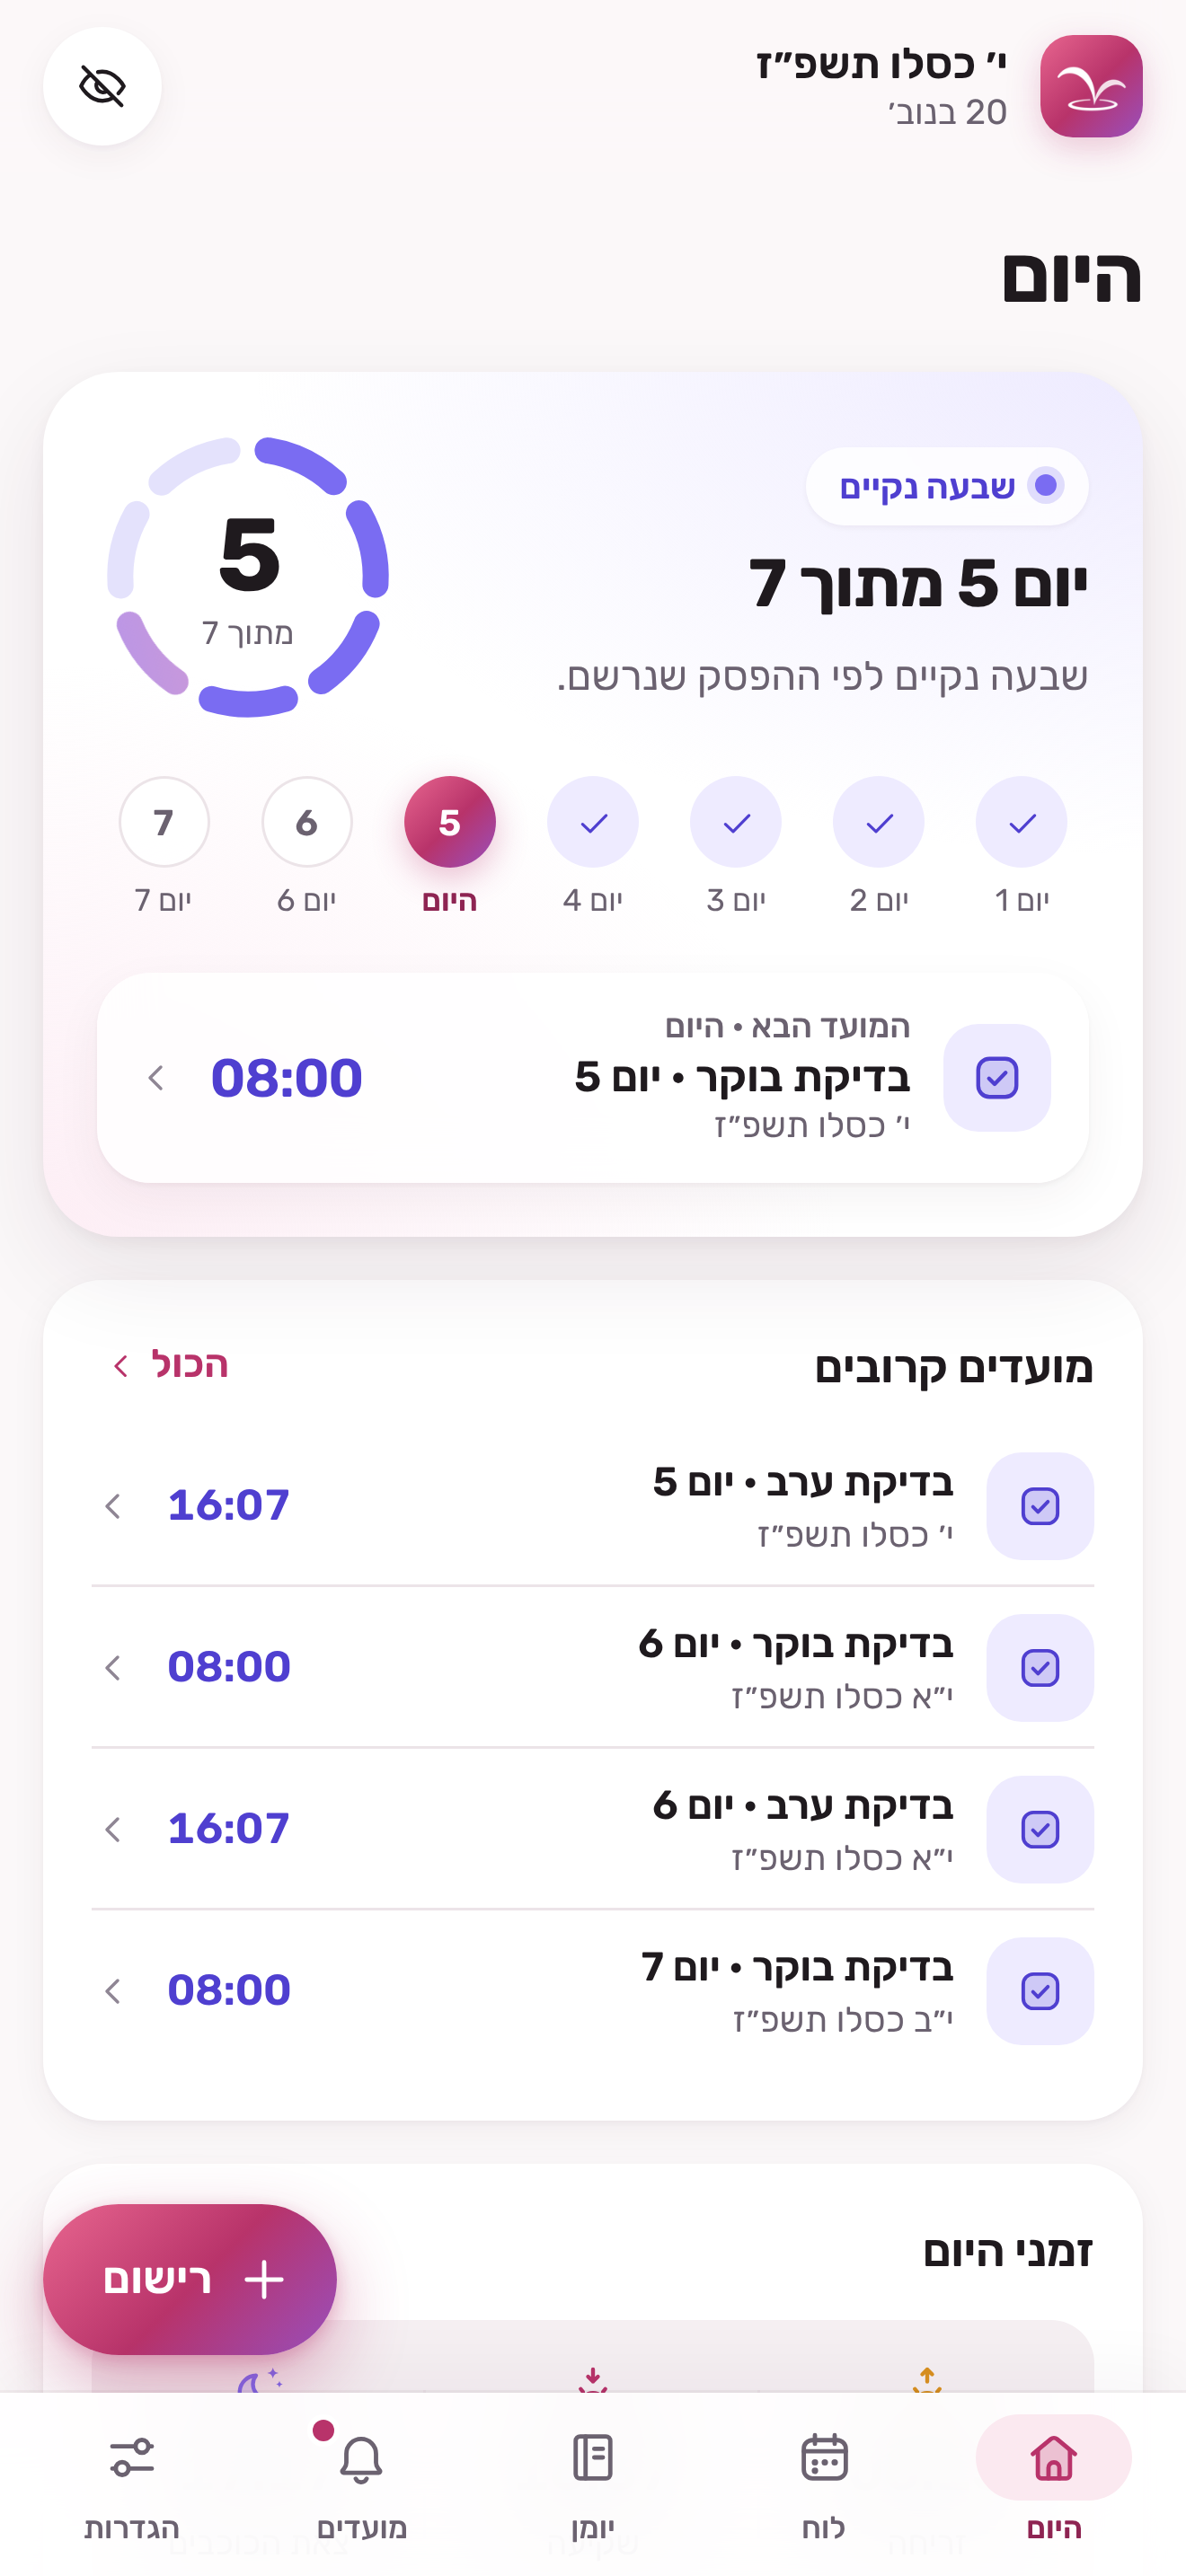 י׳ כסלו תשפ״ז
20 בנוב׳
היום
שבעה נקיים
יום 5 מתוך 7
שבעה נקיים לפי ההפסק שנרשם.
5
מתוך 7
5
6
7
יום 1
יום 2
יום 3
יום 4
היום
יום 6
יום 7
המועד הבא • היום
בדיקת בוקר • יום 5
י׳ כסלו תשפ״ז
08:00
מועדים קרובים
הכול
בדיקת ערב • יום 5
י׳ כסלו תשפ״ז
16:07
בדיקת בוקר • יום 6
י״א כסלו תשפ״ז
08:00
בדיקת ערב • יום 6
י״א כסלו תשפ״ז
16:07
בדיקת בוקר • יום 7
י״ב כסלו תשפ״ז
08:00
זמני היום
רישום
זריחה
שקיעה
צאת הכוכבים
היום
לוח
יומן
מועדים
הגדרות